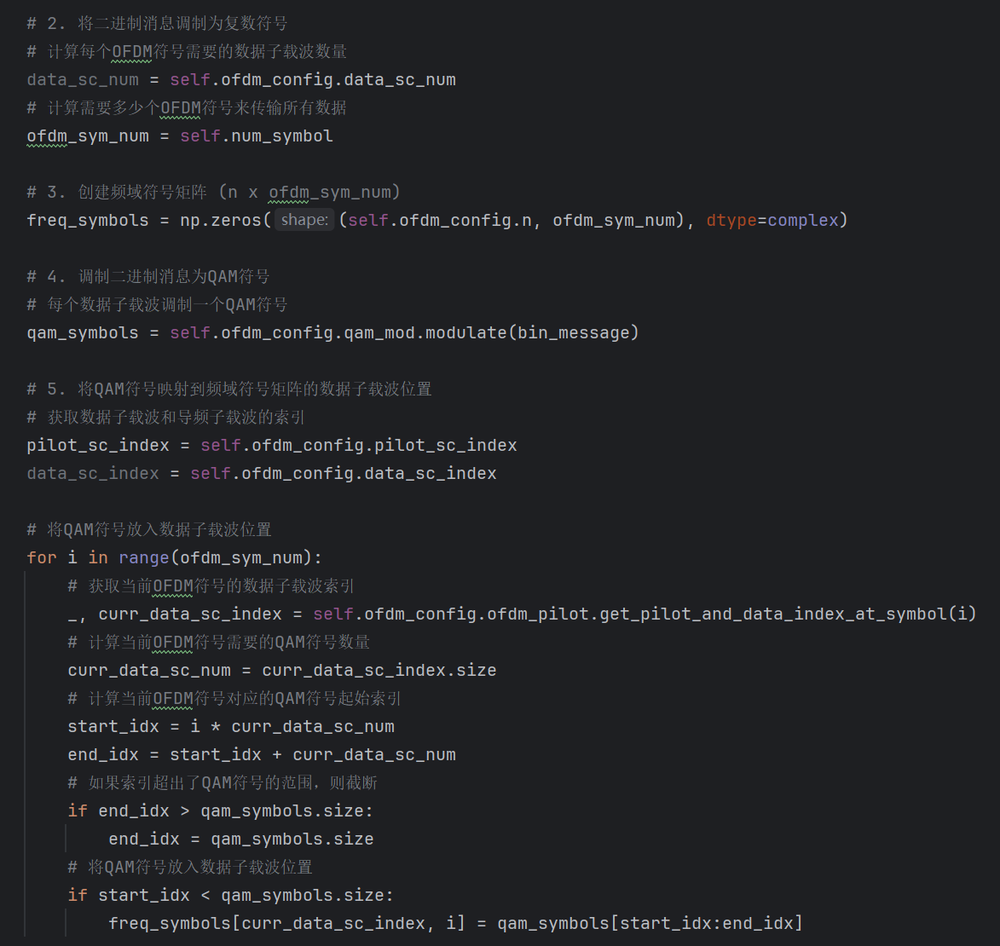 # 2. 将二进制消息调制为复数符号
# 计算每个OFDM符号需要的数据子载波数量
data_sc_num = self.ofdm_config.data_sc_num
# 计算需要多少个OFDM符号来传输所有数据
ofdm_sym_num = self.num_symbol
# 3. 创建频域符号矩阵 (n x ofdm_sym_num)
freq_symbols = np.zeros( shape: (self.ofdm_config.n, ofdm_sym_num), dtype=complex)
# 4. 调制二进制消息为QAM符号
# 每个数据子载波调制一个QAM符号
qam_symbols = self.ofdm_config.qam_mod.modulate(bin_message)
# 5. 将QAM符号映射到频域符号矩阵的数据子载波位置
# 获取数据子载波和导频子载波的索引
pilot_sc_index = self.ofdm_config.pilot_sc_index
data_sc_index = self.ofdm_config.data_sc_index
# 将QAM符号放入数据子载波位置
for i in range(ofdm_sym_num):
# 获取当前OFDM符号的数据子载波索引
_, curr_data_sc_index = self.ofdm_config.ofdm_pilot.get_pilot_and_data_index_at_symbol(i)
# 计算当前OFDM符号需要的QAM符号数量
curr_data_sc_num = curr_data_sc_index.size
# 计算当前OFDM符号对应的QAM符号起始索引
start_idx = i * curr_data_sc_num
end_idx = start_idx + curr_data_sc_num
# 如果索引超出了QAM符号的范围，则截断
if end_idx > qam_symbols.size:
end_idx = qam_symbols.size
# 将QAM符号放入数据子载波位置
if start_idx < qam_symbols.size:
freq_symbols[curr_data_sc_index, i] = qam_symbols[start_idx:end_idx]